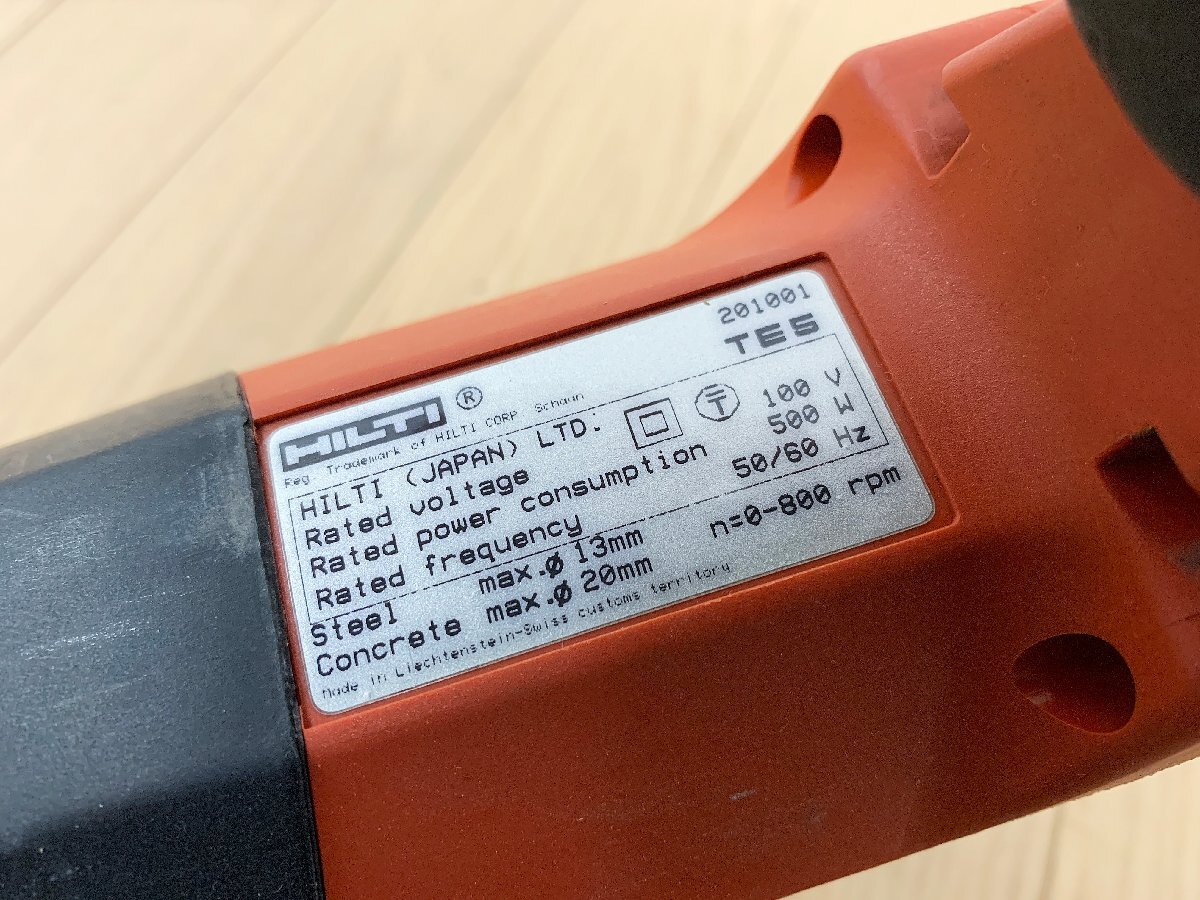 201001
HILTI ® TE5
Reg. Trademark of HILTI CORP. Schaan
HILTI (JAPAN) LTD.
Rated voltage 100 V
Rated power consumption 500 W
Rated frequency 50/60 Hz
Steel max.Ø 13mm n=0-800 rpm
Concrete max.Ø 20mm
Made in Liechtenstein-Swiss customs territory